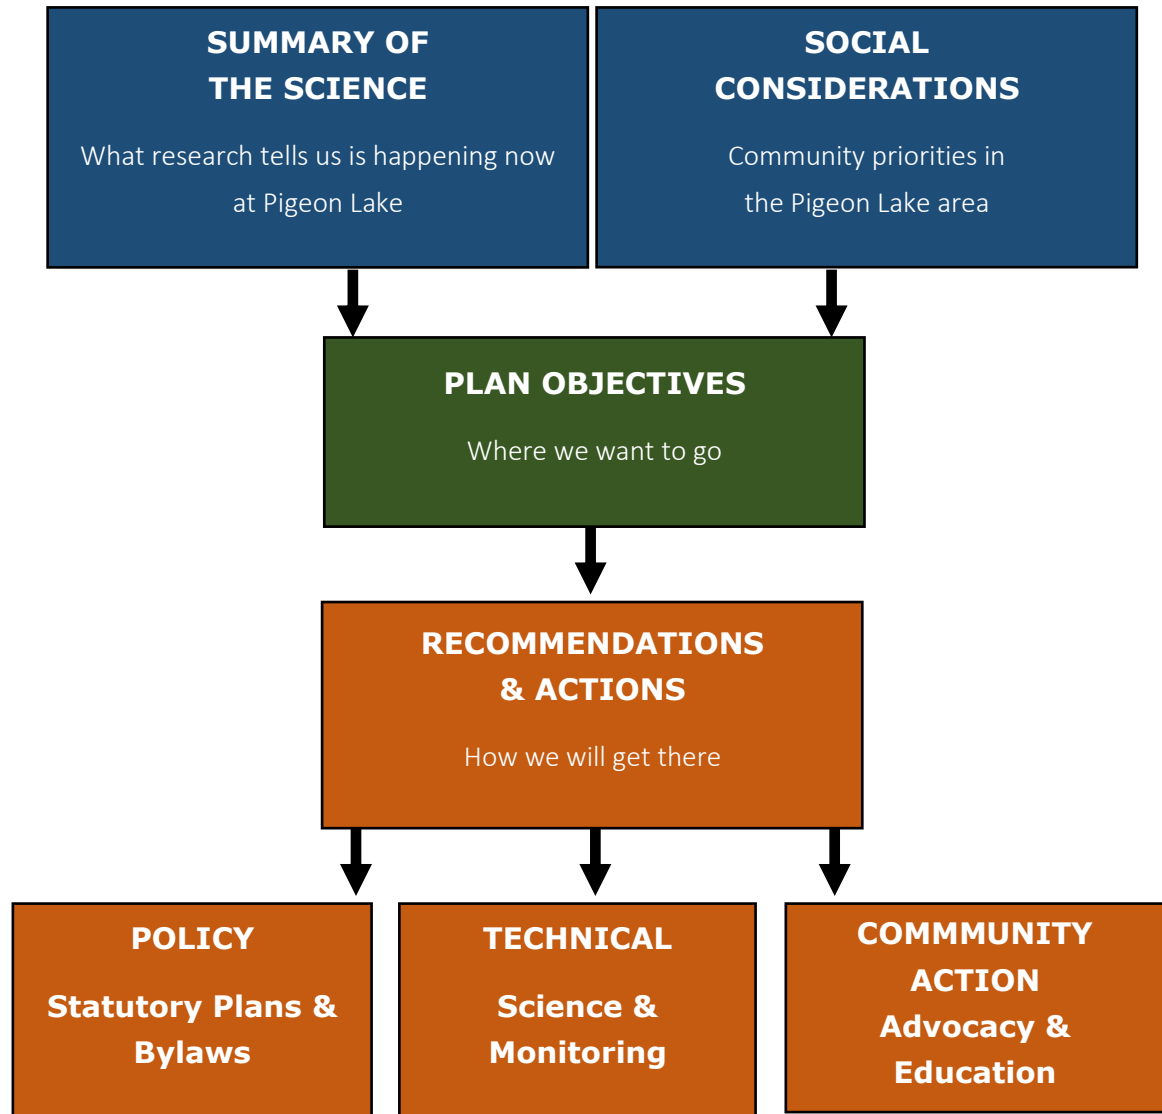 SUMMARY OF
THE SCIENCE
What research tells us is happening now
at Pigeon Lake
SOCIAL
CONSIDERATIONS
Community priorities in
the Pigeon Lake area
PLAN OBJECTIVES
Where we want to go
RECOMMENDATIONS
& ACTIONS
How we will get there
POLICY
Statutory Plans &
Bylaws
TECHNICAL
Science &
Monitoring
COMMMUNITY
ACTION
Advocacy &
Education